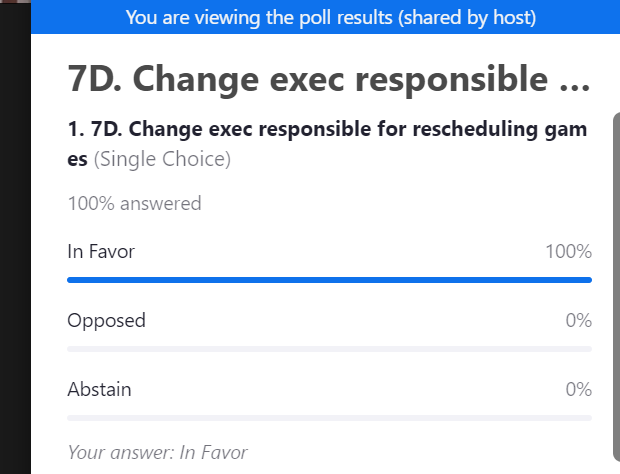 You are viewing the poll results (shared by host)
7D. Change exec responsible ...
1. 7D. Change exec responsible for rescheduling gam
es (Single Choice)
100% answered
In Favor 100%
Opposed 0%
Abstain 0%
Your answer: In Favor